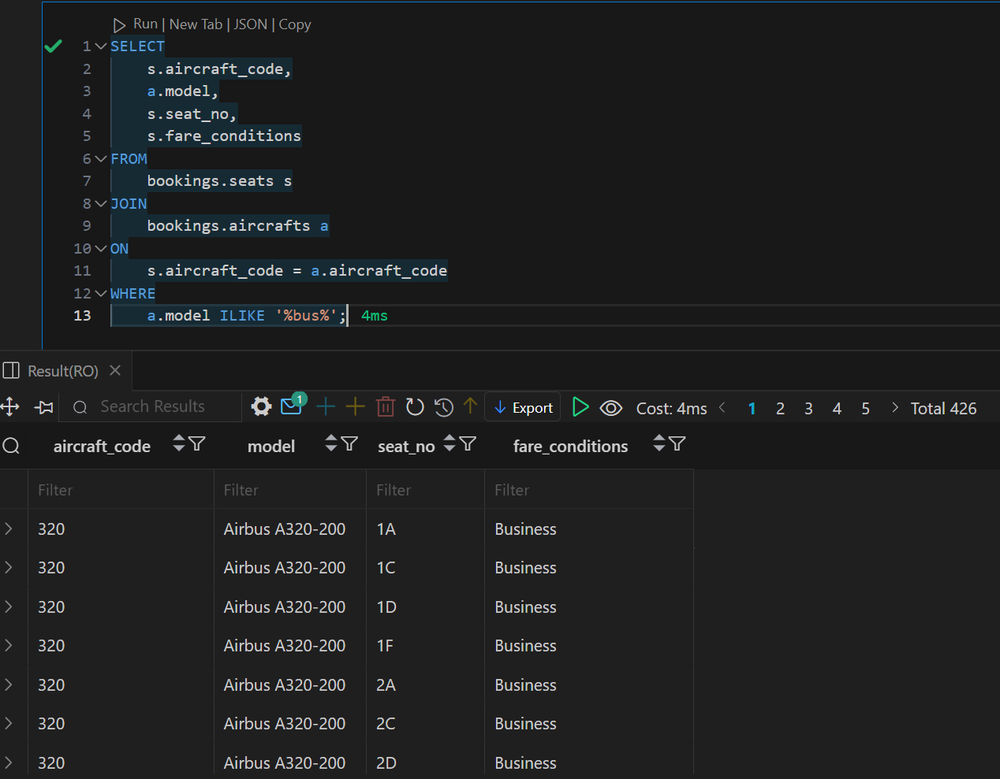 Run | New Tab | JSON | Copy
1 SELECT
2 s.aircraft_code,
3 a.model,
4 s.seat_no,
5 s.fare_conditions
6 FROM
7 bookings.seats s
8 JOIN
9 bookings.aircrafts a
10 ON
11 s.aircraft_code = a.aircraft_code
12 WHERE
13 a.model ILIKE '%bus%'; 4ms
Result(RO)
Search Results 1 Export Cost: 4ms 1 2 3 4 5 Total 426
aircraft_code model seat_no fare_conditions
Filter Filter Filter Filter
320 Airbus A320-200 1A Business
320 Airbus A320-200 1C Business
320 Airbus A320-200 1D Business
320 Airbus A320-200 1F Business
320 Airbus A320-200 2A Business
320 Airbus A320-200 2C Business
320 Airbus A320-200 2D Business